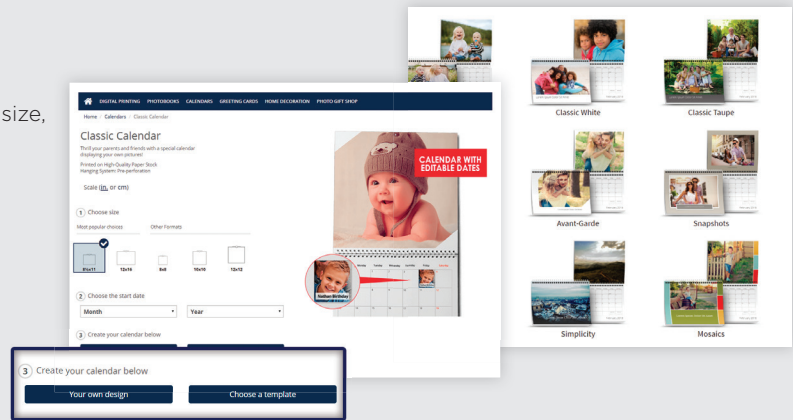 size,
DIGITAL PRINTING PHOTOBOOKS CALENDARS GREETING CARDS HOME DECORATION PHOTO GIFT SHOP
Home / Calendars / Classic Calendar
Classic Calendar
Thrill your parents and friends with a special calendar
displaying your own pictures!
Printed on High-Quality Paper Stock
Hanging System: Pre-perforation
Scale (in. or cm)
1 Choose size
Most popular choices Other Formats
8½x11 12x16 8x8 10x10 12x12
2 Choose the start date
Month Year
3 Create your calendar below
CALENDAR WITH
EDITABLE DATES
Nathan Birthday
3 Create your calendar below
Your own design Choose a template
Classic White Classic Taupe
Avant-Garde Snapshots
Simplicity Mosaics